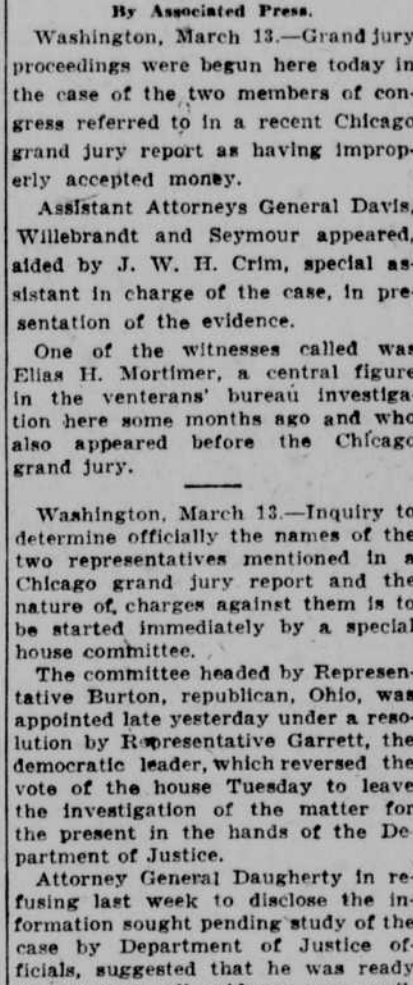 By Associated Press.
Washington, March 13.—Grand jury
proceedings were begun here today in
the case of the two members of con-
gress referred to in a recent Chicago
grand jury report as having improp-
erly accepted money.
Assistant Attorneys General Davis,
Willebrandt and Seymour appeared,
aided by J. W. H. Crim, special as-
sistant in charge of the case, in pre-
sentation of the evidence.
One of the witnesses called was
Elias H. Mortimer, a central figure
in the venterans' bureau investiga-
tion here some months ago and who
also appeared before the Chicago
grand jury.
Washington, March 13.—Inquiry to
determine officially the names of the
two representatives mentioned in a
Chicago grand jury report and the
nature of. charges against them is to
be started immediately by a special
house committee.
The committee headed by Represen-
tative Burton, republican, Ohio, was
appointed late yesterday under a reso-
lution by Representative Garrett, the
democratic leader, which reversed the
vote of the house Tuesday to leave
the investigation of the matter for
the present in the hands of the De-
partment of Justice.
Attorney General Daugherty in re-
fusing last week to disclose the in-
formation sought pending study of the
case by Department of Justice of-
ficials, suggested that he was ready